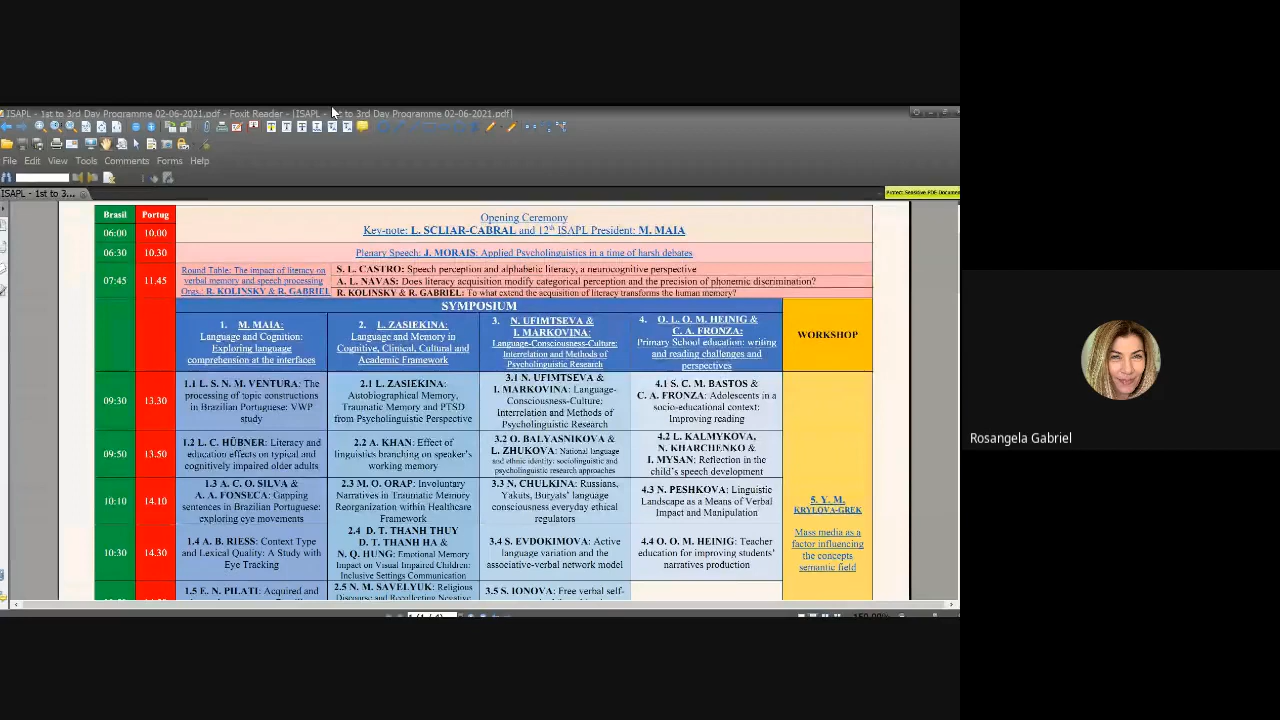 ISAPL - 1st to 3rd Day Programme 02-06-2021.pdf - Foxit Reader - [ISAPL - 1st to 3rd Day Programme 02-06-2021.pdf]
File Edit View Tools Comments Forms Help
ISAPL - 1st to 3...
Protect Sensitive PDF Document
Brasil Portug
Opening Ceremony
06:00 10.00
Key-note: L. SCLIAR-CABRAL and 12th ISAPL President: M. MAIA
06:30 10.30
Plenary Speech: J. MORAIS: Applied Psycholinguistics in a time of harsh debates
07:45 11.45
Round Table: The impact of literacy on
verbal memory and speech processing
Orgs.: R. KOLINSKY & R. GABRIEL
S. L. CASTRO: Speech perception and alphabetic literacy, a neurocognitive perspective
A. L. NAVAS: Does literacy acquisition modify categorical perception and the precision of phonemic discrimination?
R. KOLINSKY & R. GABRIEL: To what extend the acquisition of literacy transforms the human memory?
SYMPOSIUM
WORKSHOP
1. M. MAIA:
Language and Cognition:
Exploring language
comprehension at the interfaces
2. L. ZASIEKINA:
Language and Memory in
Cognitive, Clinical, Cultural and
Academic Framework
3. N. UFIMTSEVA &
I. MARKOVINA:
Language-Consciousness-Culture:
Interrelation and Methods of
Psycholinguistic Research
4. O. L. O. M. HEINIG &
C. A. FRONZA:
Primary School education: writing
and reading challenges and
perspectives
09:30 13.30
1.1 L. S. N. M. VENTURA: The
processing of topic constructions
in Brazilian Portuguese: VWP
study
2.1 L. ZASIEKINA:
Autobiographical Memory,
Traumatic Memory and PTSD
from Psycholinguistic Perspective
3.1 N. UFIMTSEVA &
I. MARKOVINA: Language-
Consciousness-Culture:
Interrelation and Methods of
Psycholinguistic Research
4.1 S. C. M. BASTOS &
C. A. FRONZA: Adolescents in a
socio-educational context:
Improving reading
09:50 13.50
1.2 L. C. HÜBNER: Literacy and
education effects on typical and
cognitively impaired older adults
2.2 A. KHAN: Effect of
linguistics branching on speaker's
working memory
3.2 O. BALYASNIKOVA &
L. ZHUKOVA: National language
and ethnic identity: sociolinguistic and
psycholinguistic research approaches
4.2 L. KALMYKOVA,
N. KHARCHENKO &
I. MYSAN: Reflection in the
child's speech development
10:10 14.10
1.3 A. C. O. SILVA &
A. A. FONSECA: Gapping
sentences in Brazilian Portuguese:
exploring eye movements
2.3 M. O. ORAP: Involuntary
Narratives in Traumatic Memory
Reorganization within Healthcare
Framework
3.3 N. CHULKINA: Russians,
Yakuts, Buryats' language
consciousness everyday ethical
regulators
4.3 N. PESHKOVA: Linguistic
Landscape as a Means of Verbal
Impact and Manipulation
5. Y. M.
KRYLOVA-GREK
Mass media as a
factor influencing
the concepts
semantic field
10:30 14.30
1.4 A. B. RIESS: Context Type
and Lexical Quality: A Study with
Eye Tracking
2.4 D. T. THANH THUY
D. T. THANH HA &
N. Q. HUNG: Emotional Memory
Impact on Visual Impaired Children:
Inclusive Settings Communication
3.4 S. EVDOKIMOVA: Active
language variation and the
associative-verbal network model
4.4 O. O. M. HEINIG: Teacher
education for improving students'
narratives production
1.5 E. N. PILATI: Acquired and
2.5 N. M. SAVELYUK: Religious
3.5 S. IONOVA: Free verbal self-
Rosangela Gabriel